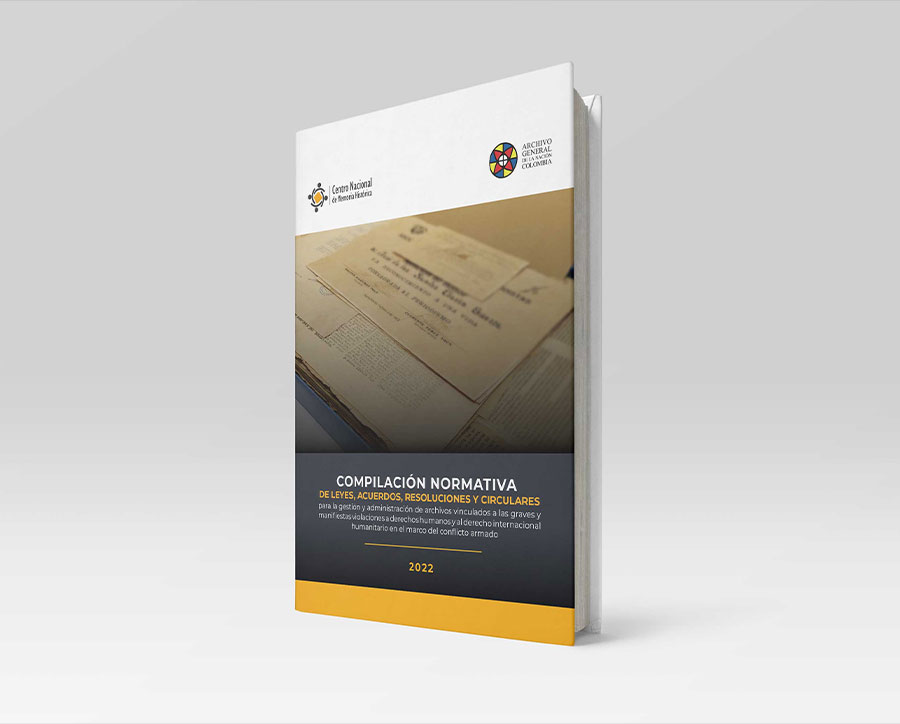 ARCHIVO
GENERAL
DE LA NACIÓN
COLOMBIA
Centro Nacional
de Memoria Histórica
COMPILACIÓN NORMATIVA
DE LEYES, ACUERDOS, RESOLUCIONES Y CIRCULARES
para la gestión y administración de archivos vinculados a las graves y
manifiestas violaciones a derechos humanos y al derecho internacional
humanitario en el marco del conflicto armado
2022